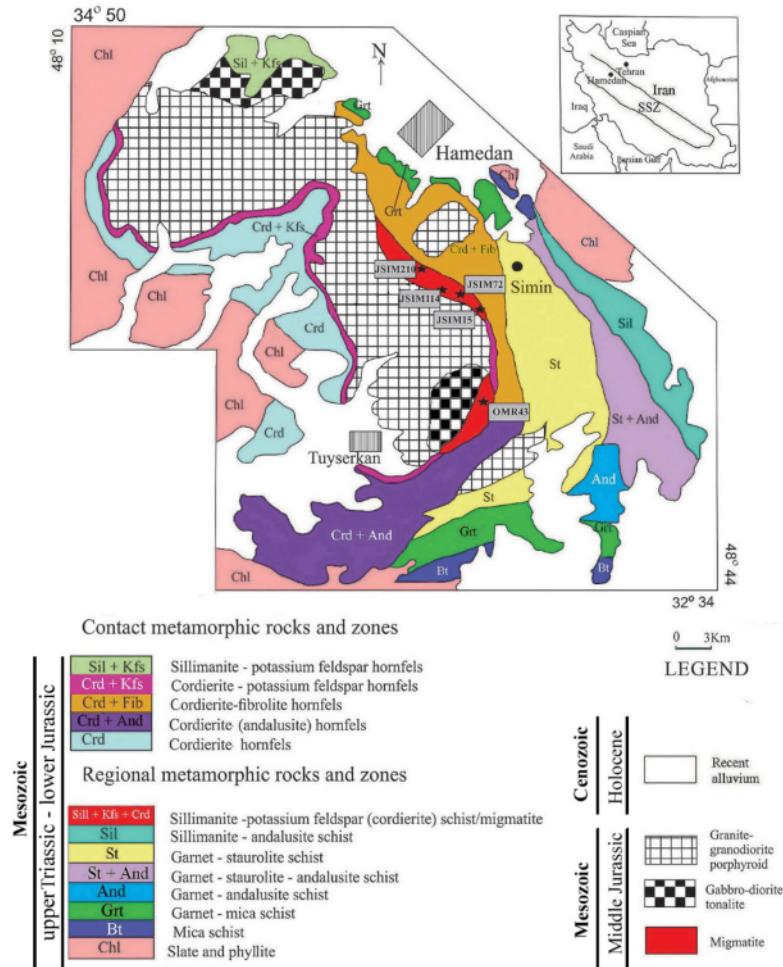 34 50
48° 10
N
Chl
Sil + Kfs
Grt
Hamedan
Chl
Grt
Crd + Kfs
Crd + Fib
Chl
Simin
JSIM210
JSIM72
JSIM114
JSIM15
Chl
Chl
Crd
Sil
St
Chl
St + And
OMR43
Crd
Tuyserkan
And
St
Crd + And
Grt
Grt
Chl
Bt
Bt
48° 44
32° 34
Caspian
Sea
Tehran
Hamedan
Iran
Afghanistan
Iraq
SSZ
Saudi
Arabia
Persian Gulf
0 3Km
LEGEND
Contact metamorphic rocks and zones
Sil + Kfs Sillimanite - potassium feldspar hornfels
Crd + Kfs Cordierite - potassium feldspar hornfels
Crd + Fib Cordierite-fibrolite hornfels
Crd + And Cordierite (andalusite) hornfels
Crd Cordierite hornfels
Regional metamorphic rocks and zones
Sill + Kfs + Crd Sillimanite -potassium feldspar (cordierite) schist/migmatite
Sil Sillimanite - andalusite schist
St Garnet - staurolite schist
St + And Garnet - staurolite - andalusite schist
And Garnet - andalusite schist
Grt Garnet - mica schist
Bt Mica schist
Chl Slate and phyllite
Mesozoic
upperTriassic - lower Jurassic
Cenozoic
Holocene
Recent
alluvium
Mesozoic
Middle Jurassic
Granite-
granodiorite
porphyroid
Gabbro-diorite
tonalite
Migmatite